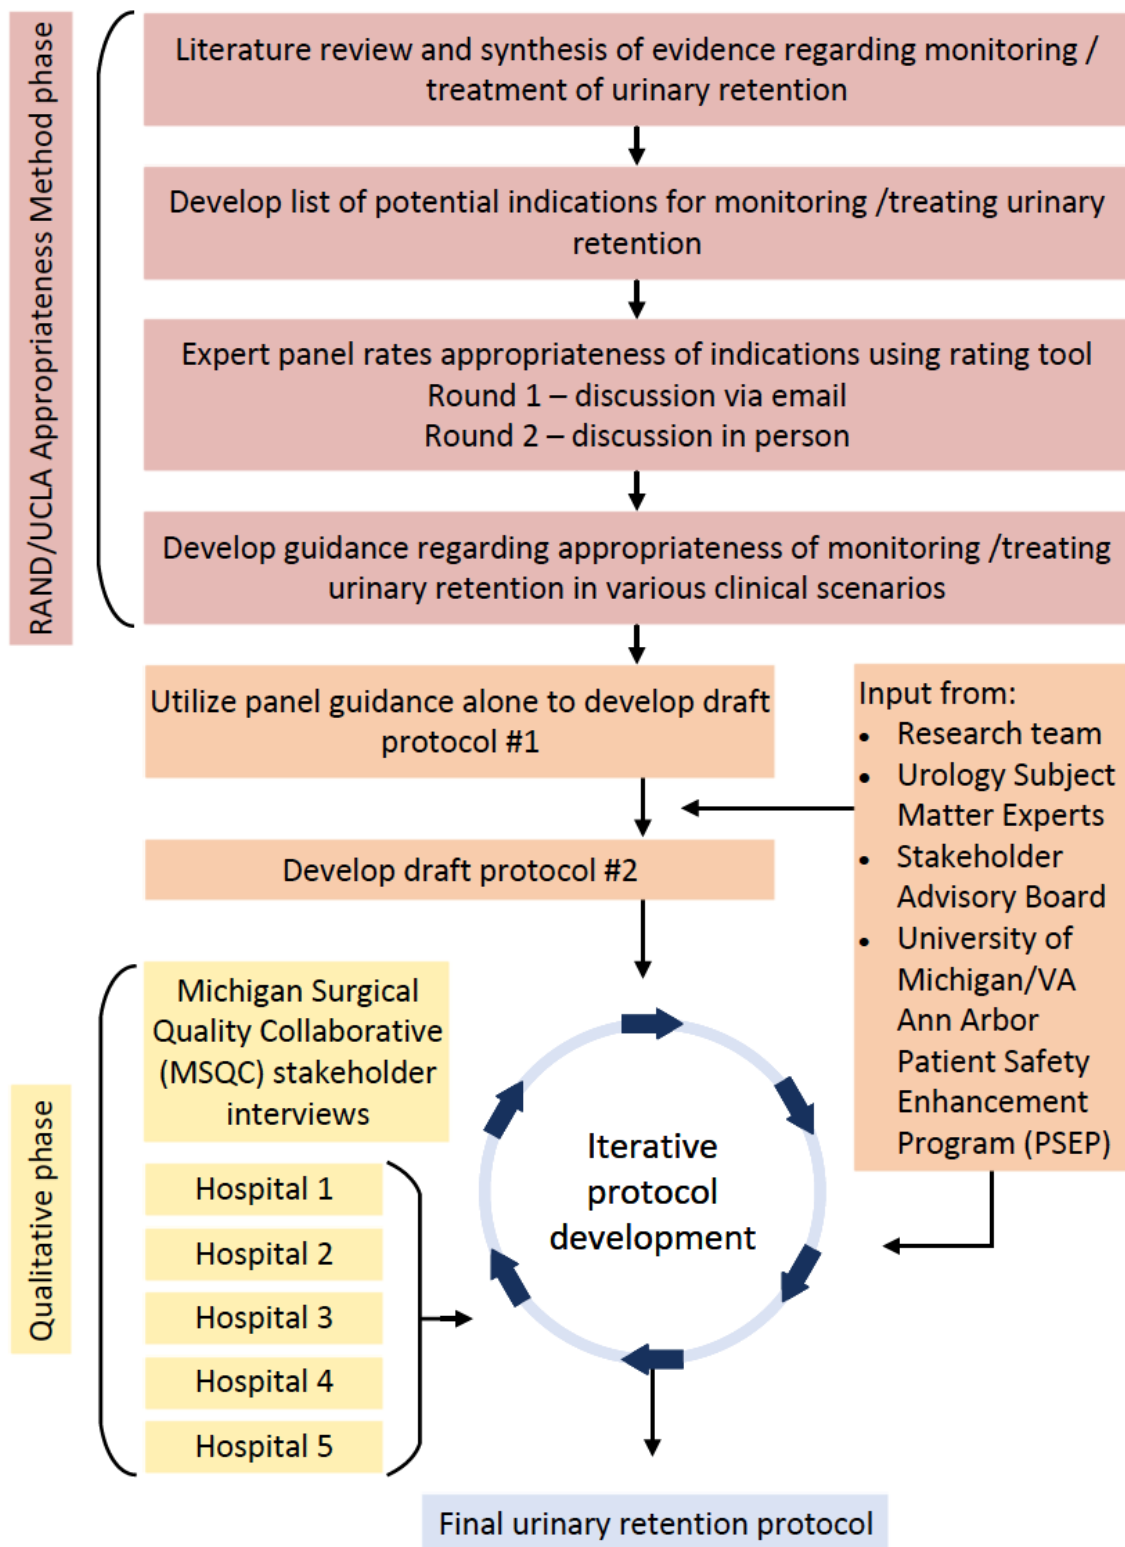 RAND/UCLA Appropriateness Method phase
Literature review and synthesis of evidence regarding monitoring /
treatment of urinary retention
Develop list of potential indications for monitoring /treating urinary
retention
Expert panel rates appropriateness of indications using rating tool
Round 1 – discussion via email
Round 2 – discussion in person
Develop guidance regarding appropriateness of monitoring /treating
urinary retention in various clinical scenarios
Utilize panel guidance alone to develop draft
protocol #1
Input from:
• Research team
• Urology Subject
Matter Experts
• Stakeholder
Advisory Board
• University of
Michigan/VA
Ann Arbor
Patient Safety
Enhancement
Program (PSEP)
Develop draft protocol #2
Qualitative phase
Michigan Surgical
Quality Collaborative
(MSQC) stakeholder
interviews
Hospital 1
Hospital 2
Hospital 3
Hospital 4
Hospital 5
Iterative
protocol
development
Final urinary retention protocol